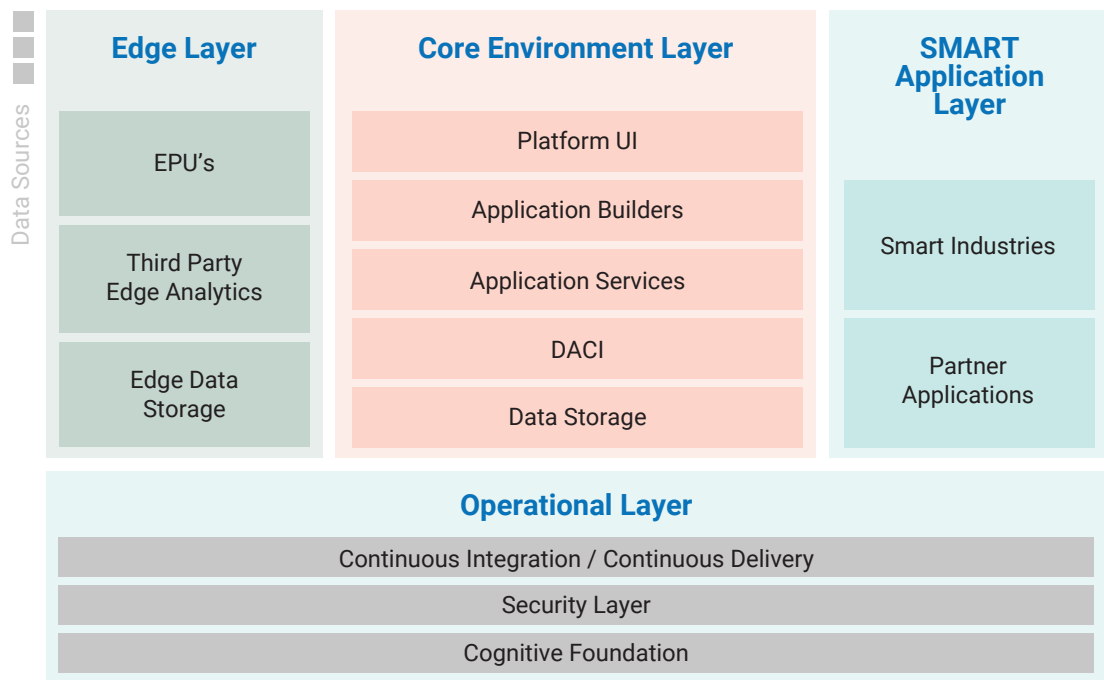 Data Sources
Edge Layer
EPU’s
Third Party
Edge Analytics
Edge Data
Storage
Core Environment Layer
Platform UI
Application Builders
Application Services
DACI
Data Storage
SMART
Application
Layer
Smart Industries
Partner
Applications
Operational Layer
Continuous Integration / Continuous Delivery
Security Layer
Cognitive Foundation